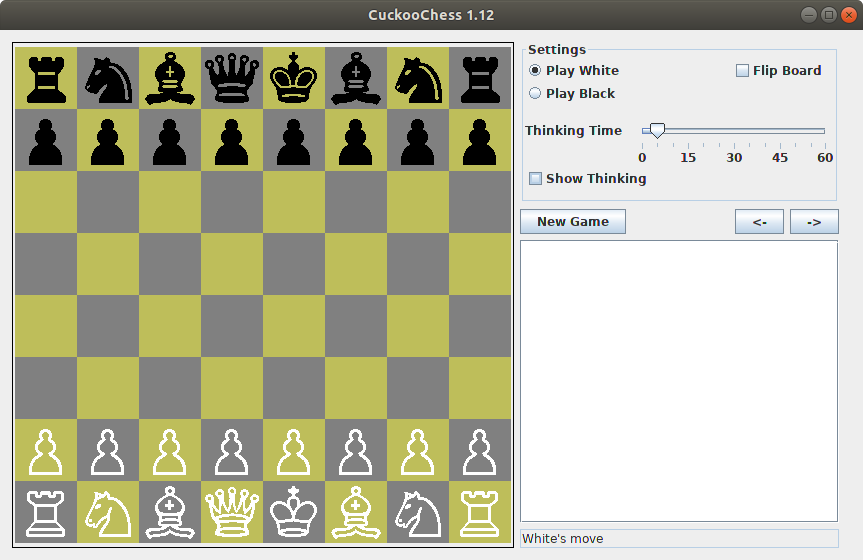 CuckooChess 1.12
Settings
Play White
Flip Board
Play Black
Thinking Time
0 15 30 45 60
Show Thinking
New Game
<-
->
White's move